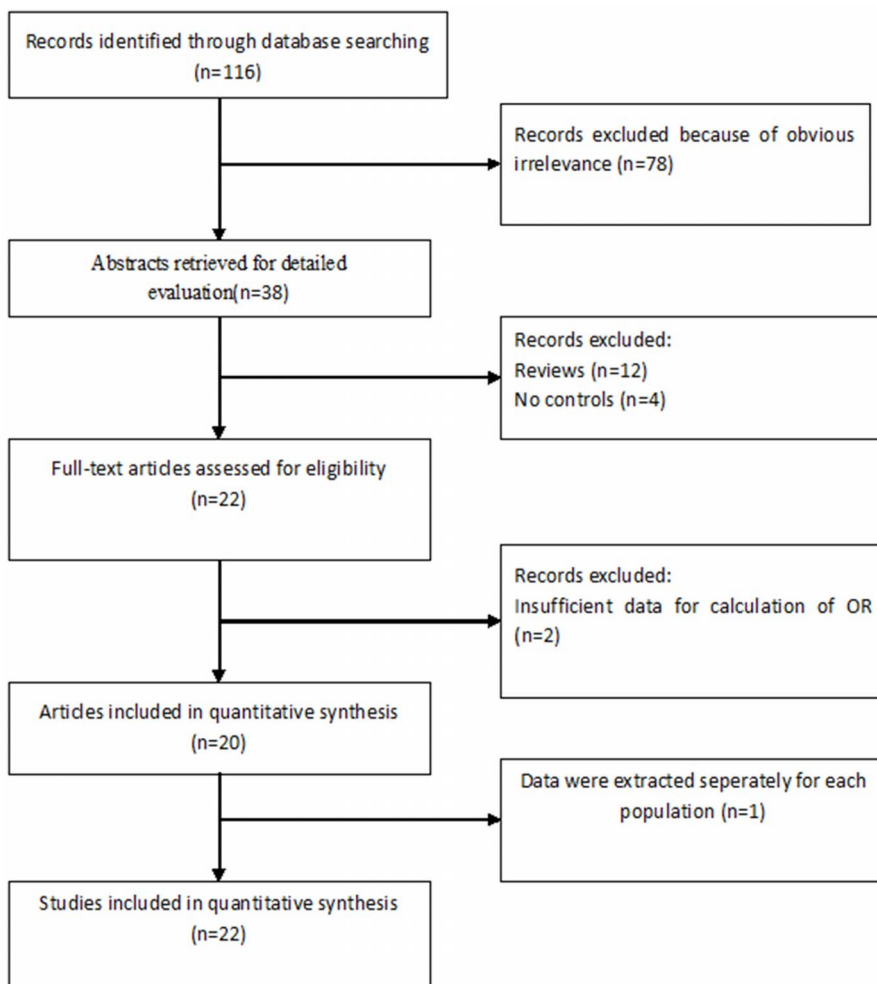 Records identified through database searching
(n=116)
Records excluded because of obvious
irrelevance (n=78)
Abstracts retrieved for detailed
evaluation(n=38)
Records excluded:
Reviews (n=12)
No controls (n=4)
Full-text articles assessed for eligibility
(n=22)
Records excluded:
Insufficient data for calculation of OR
(n=2)
Articles included in quantitative synthesis
(n=20)
Data were extracted seperately for each
population (n=1)
Studies included in quantitative synthesis
(n=22)